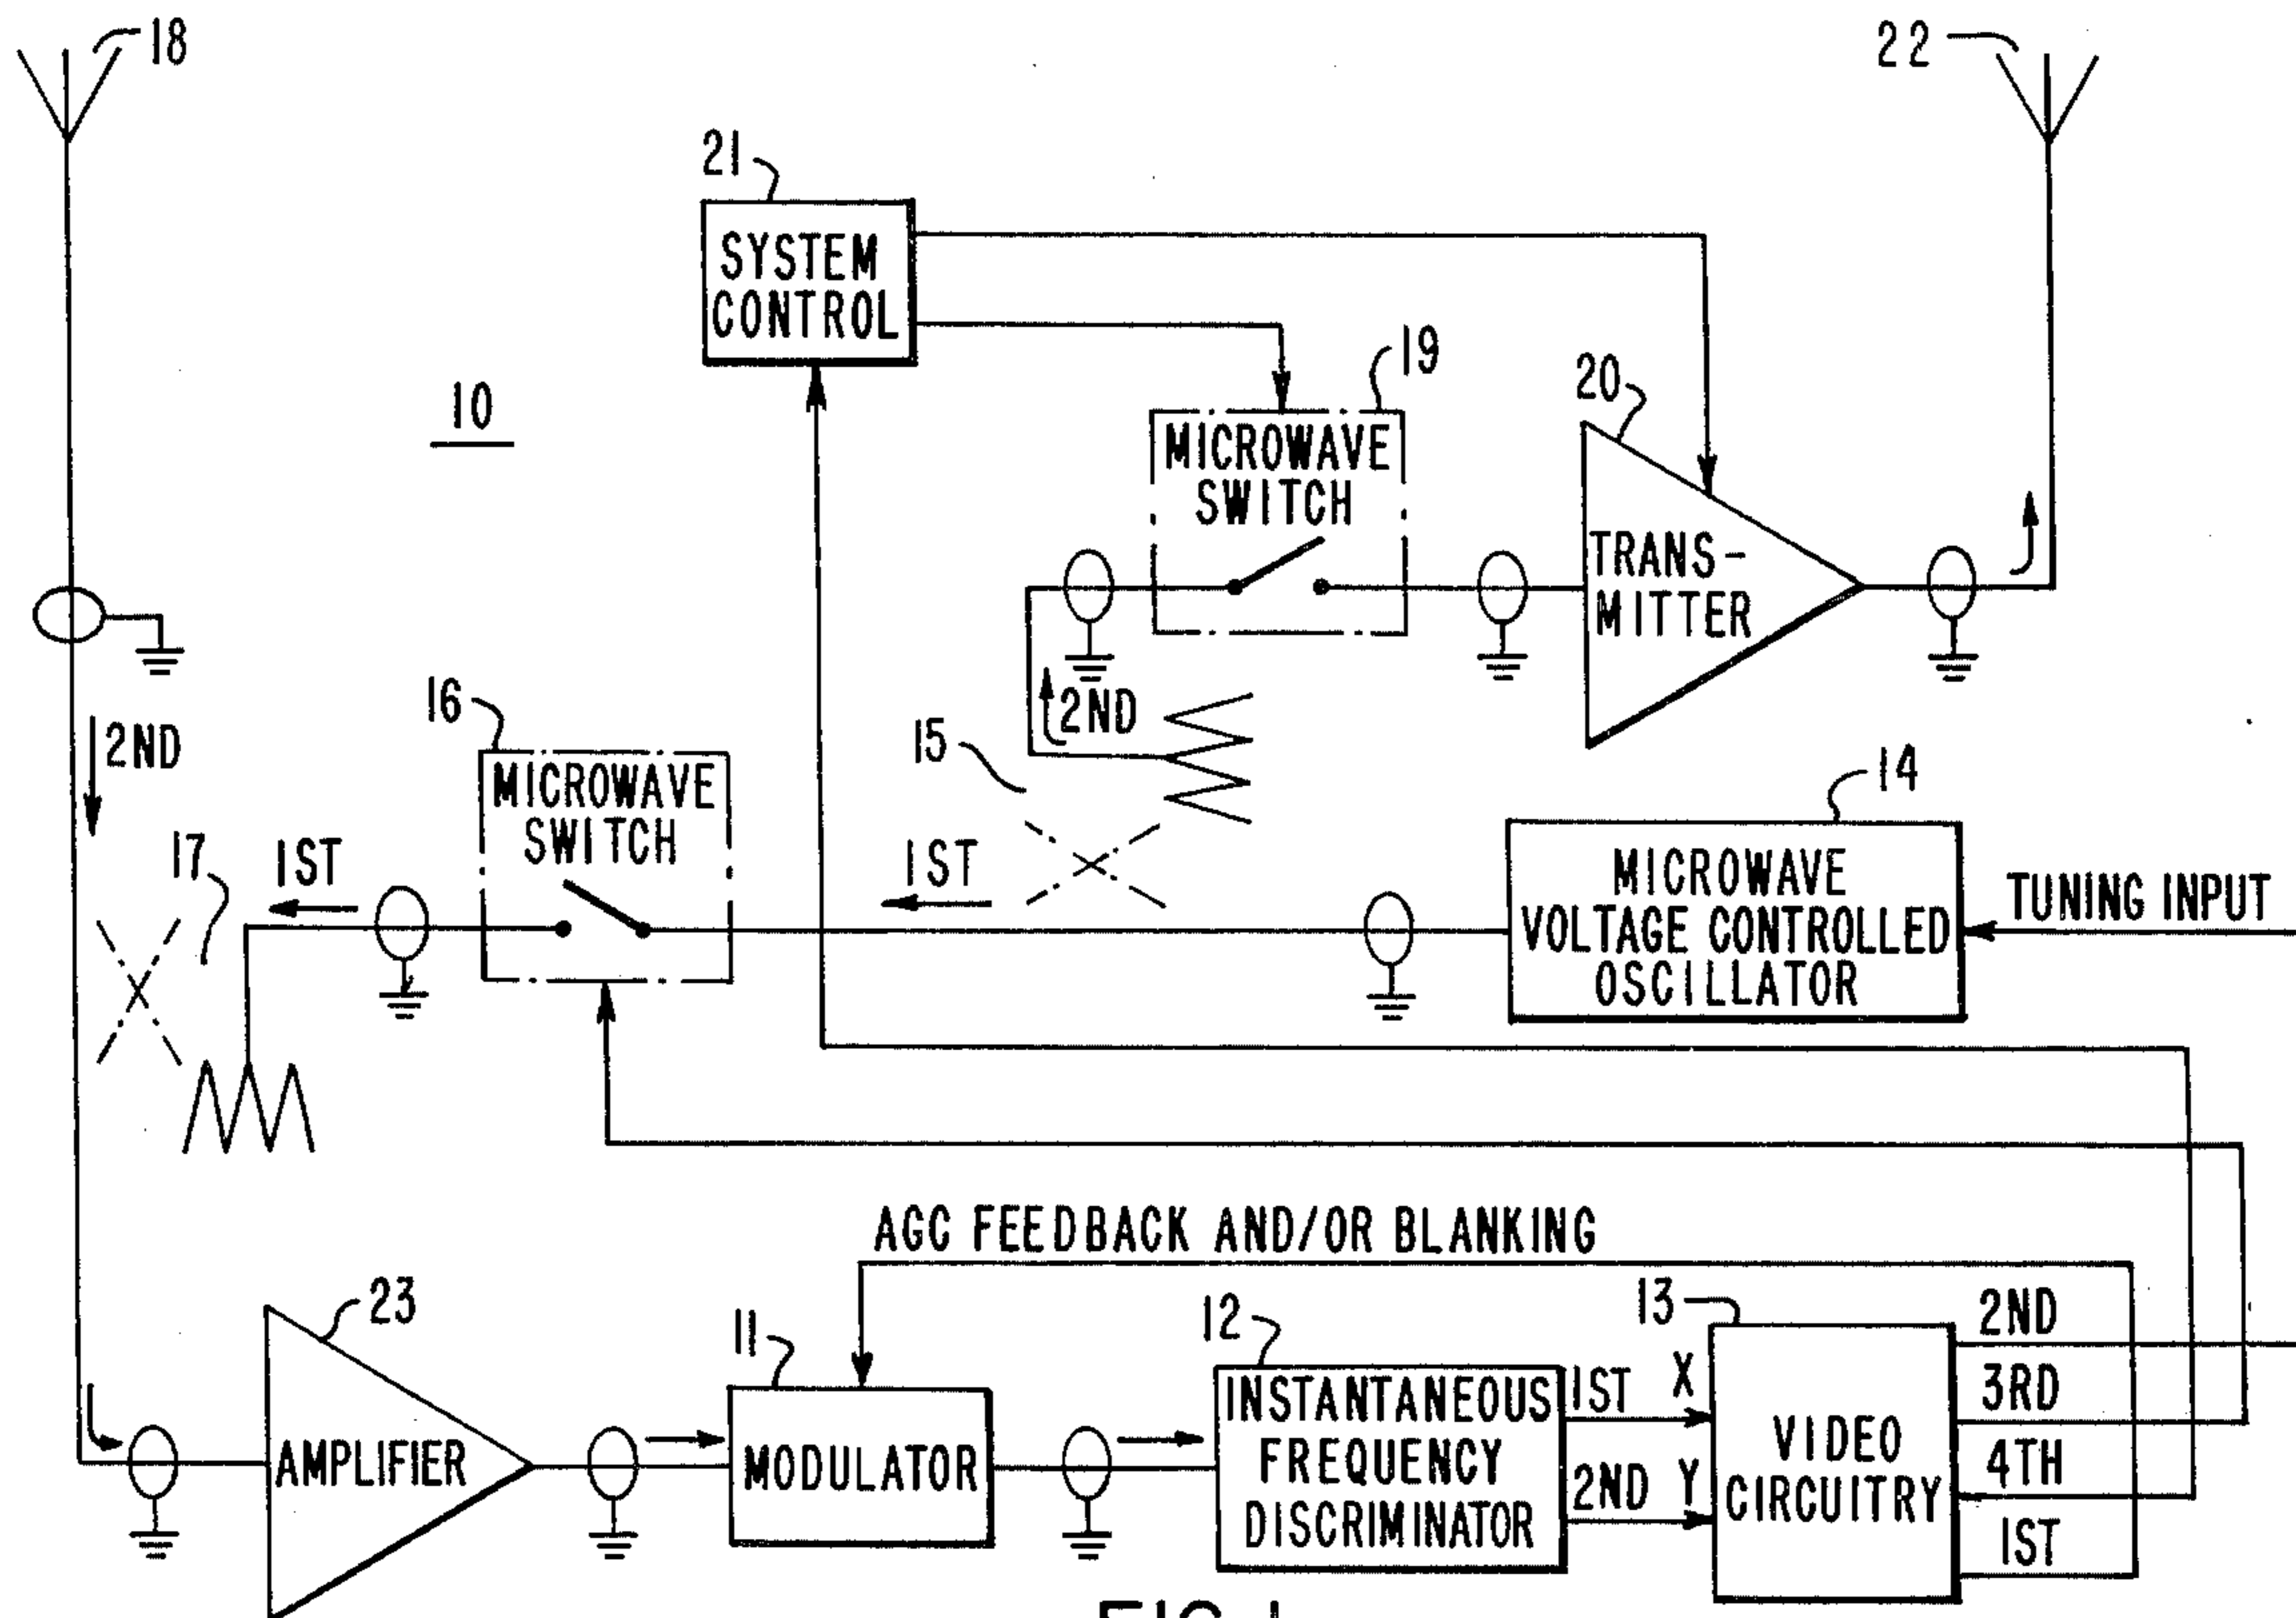 18
22
21
SYSTEM
CONTROL
19
10
MICROWAVE
SWITCH
20
TRANS-
MITTER
16
2ND
2ND
15
MICROWAVE
SWITCH
14
17
1ST
1ST
MICROWAVE
VOLTAGE CONTROLLED
OSCILLATOR
TUNING INPUT
AGC FEEDBACK AND/OR BLANKING
23
11
12
13
2ND
AMPLIFIER
MODULATOR
INSTANTANEOUS
FREQUENCY
DISCRIMINATOR
1ST X
2ND Y
VIDEO
CIRCUITRY
3RD
4TH
1ST